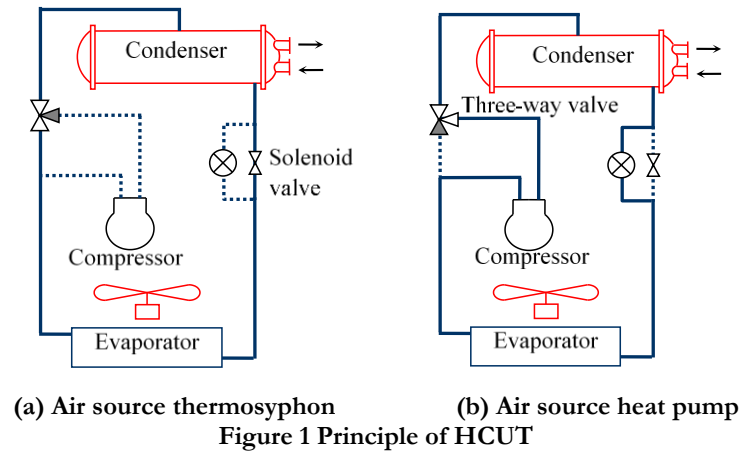 Condenser
Solenoid
valve
Compressor
Evaporator
(a) Air source thermosyphon
Condenser
Three-way valve
Compressor
Evaporator
(b) Air source heat pump
Figure 1 Principle of HCUT